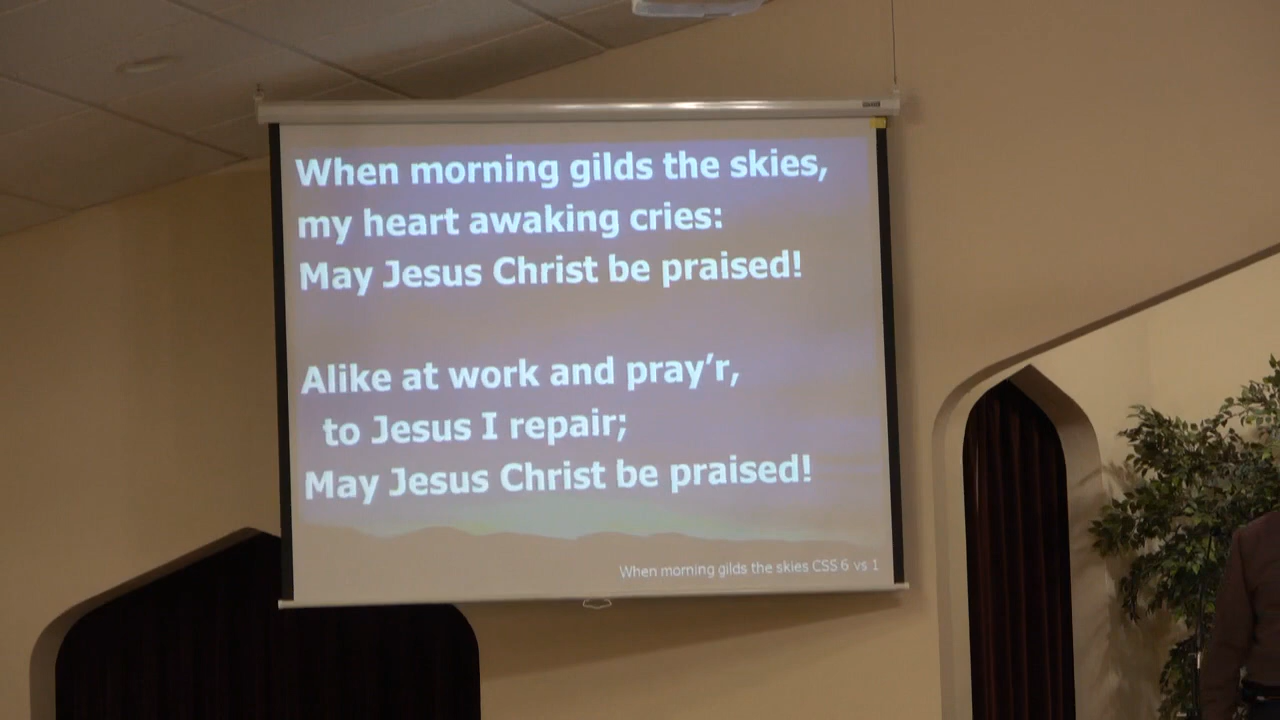 When morning gilds the skies,
my heart awaking cries:
May Jesus Christ be praised!
Alike at work and pray’r,
to Jesus I repair;
May Jesus Christ be praised!
When morning gilds the skies CSS 6 vs 1